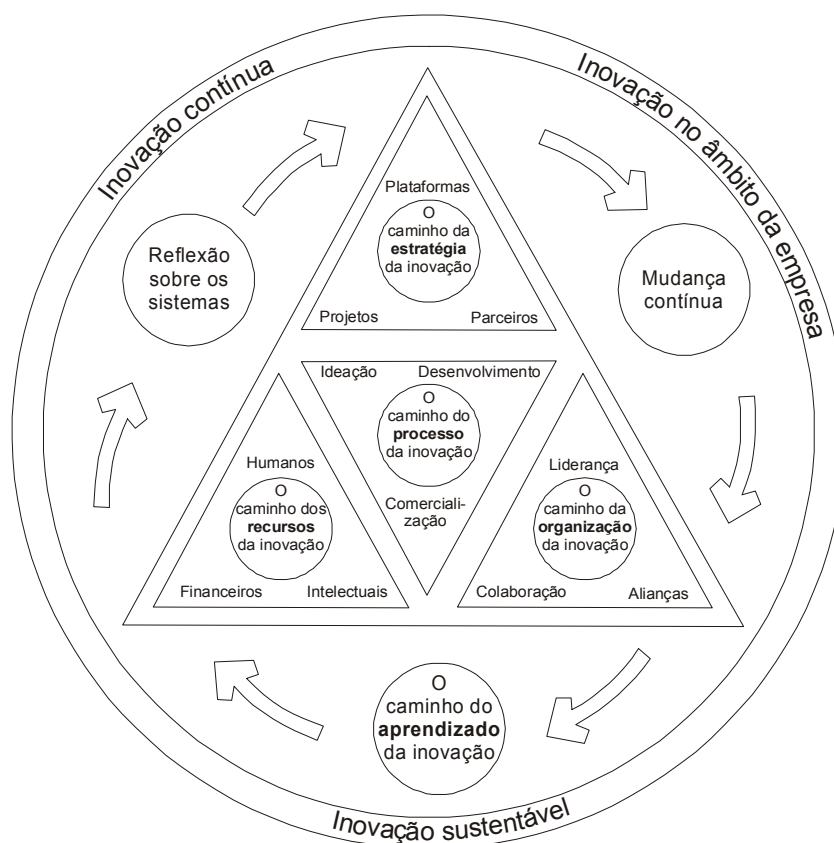 Inovação contínua
Inovação no âmbito da empresa
Plataformas
O
caminho da
estratégia
da inovação
Projetos
Parceiros
Reflexão
sobre os
sistemas
Mudança
contínua
Ideação
Desenvolvimento
O
caminho do
processo
da inovação
Comerciali-
zação
Humanos
O
caminho dos
recursos
da inovação
Financeiros
Intelectuais
Liderança
O
caminho da
organização
da inovação
Colaboração
Alianças
O
caminho do
aprendizado
da inovação
Inovação sustentável